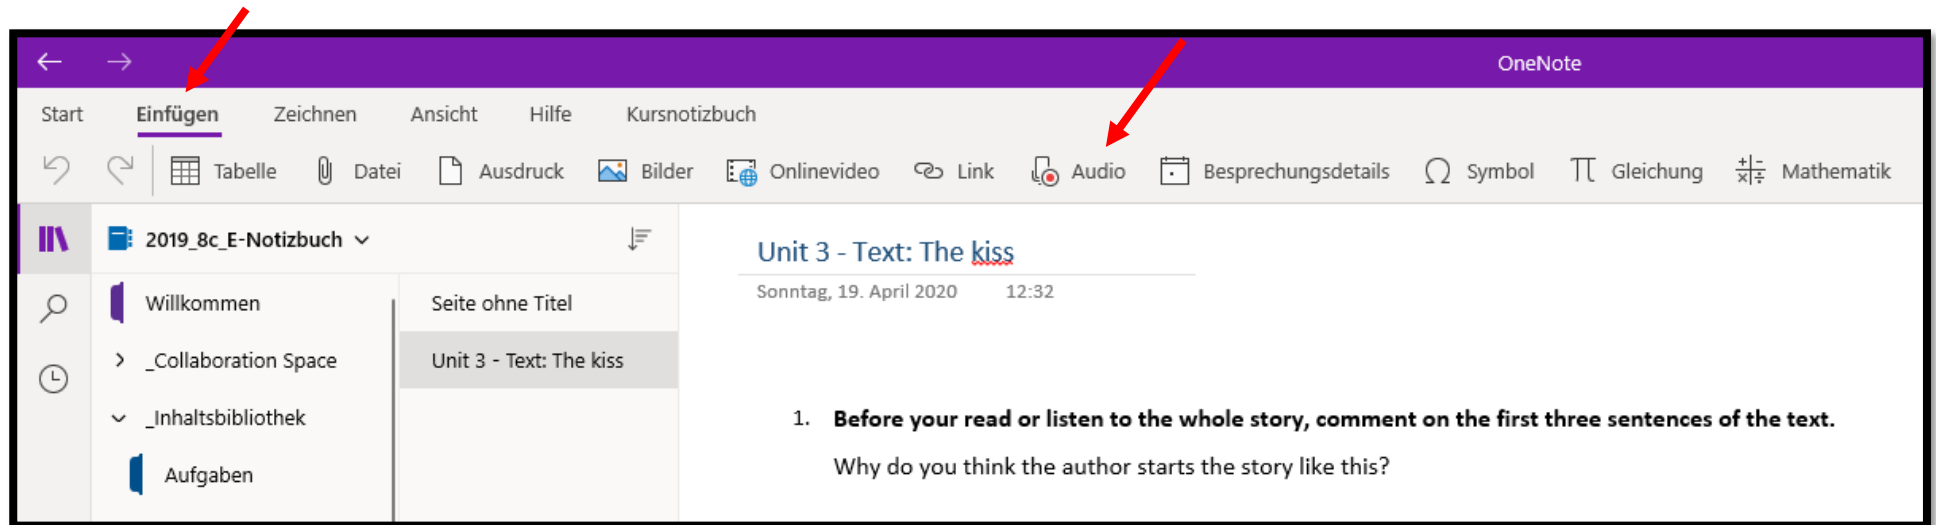 OneNote
Start Einfügen Zeichnen Ansicht Hilfe Kursnotizbuch
Tabelle Datei Ausdruck Bilder Onlinevideo Link Audio Besprechungsdetails Symbol Gleichung Mathematik
2019_8c_E-Notizbuch
Willkommen
_Collaboration Space
_Inhaltsbibliothek
Aufgaben
Seite ohne Titel
Unit 3 - Text: The kiss
Unit 3 - Text: The kiss
Sonntag, 19. April 2020 12:32
1. Before your read or listen to the whole story, comment on the first three sentences of the text.
Why do you think the author starts the story like this?